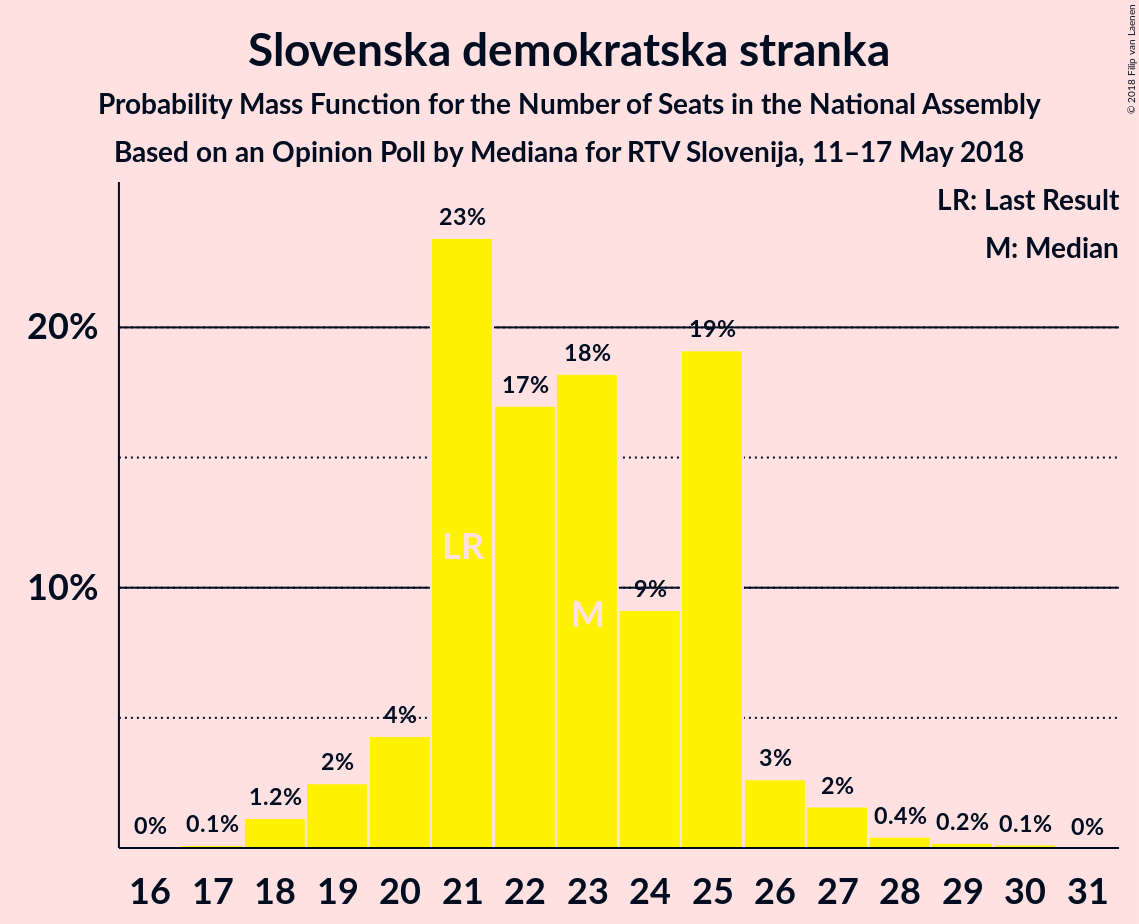 Slovenska demokratska stranka
Probability Mass Function for the Number of Seats in the National Assembly
Based on an Opinion Poll by Mediana for RTV Slovenija, 11–17 May 2018
© 2018 Filip van Laenen
LR: Last Result
M: Median
20%
10%
0%
0.1%
1.2%
2%
4%
23%
17%
18%
9%
19%
3%
2%
0.4%
0.2%
0.1%
0%
LR
M
16 17 18 19 20 21 22 23 24 25 26 27 28 29 30 31